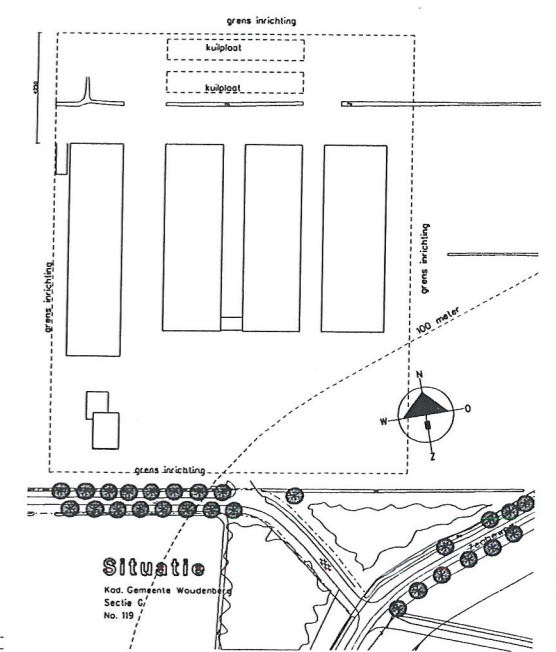 grens inrichting
kuilplaat
kuilplaat
grens inrichting
grens inrichting
100 meter
N
W
O
Z
grens inrichting
Situatie
Kad. Gemeente Woudenberg
Sectie G
No. 119